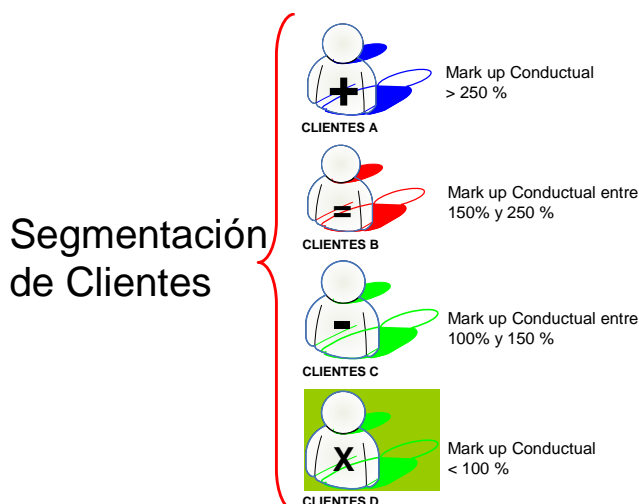 Segmentación
de Clientes
+
CLIENTES A
Mark up Conductual
> 250 %
=
CLIENTES B
Mark up Conductual entre
150% y 250 %
-
CLIENTES C
Mark up Conductual entre
100% y 150 %
X
CLIENTES D
Mark up Conductual
< 100 %